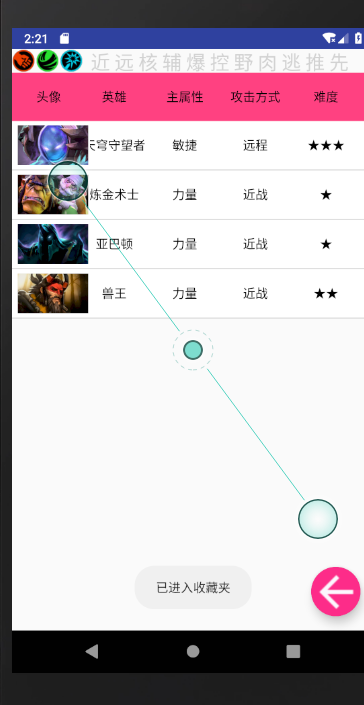 2:21
近 远 核 辅 爆 控 野 肉 逃 推 先
头像 英雄 主属性 攻击方式 难度
天穹守望者 敏捷 远程 ★★★
炼金术士 力量 近战 ★
亚巴顿 力量 近战 ★
兽王 力量 近战 ★★
已进入收藏夹